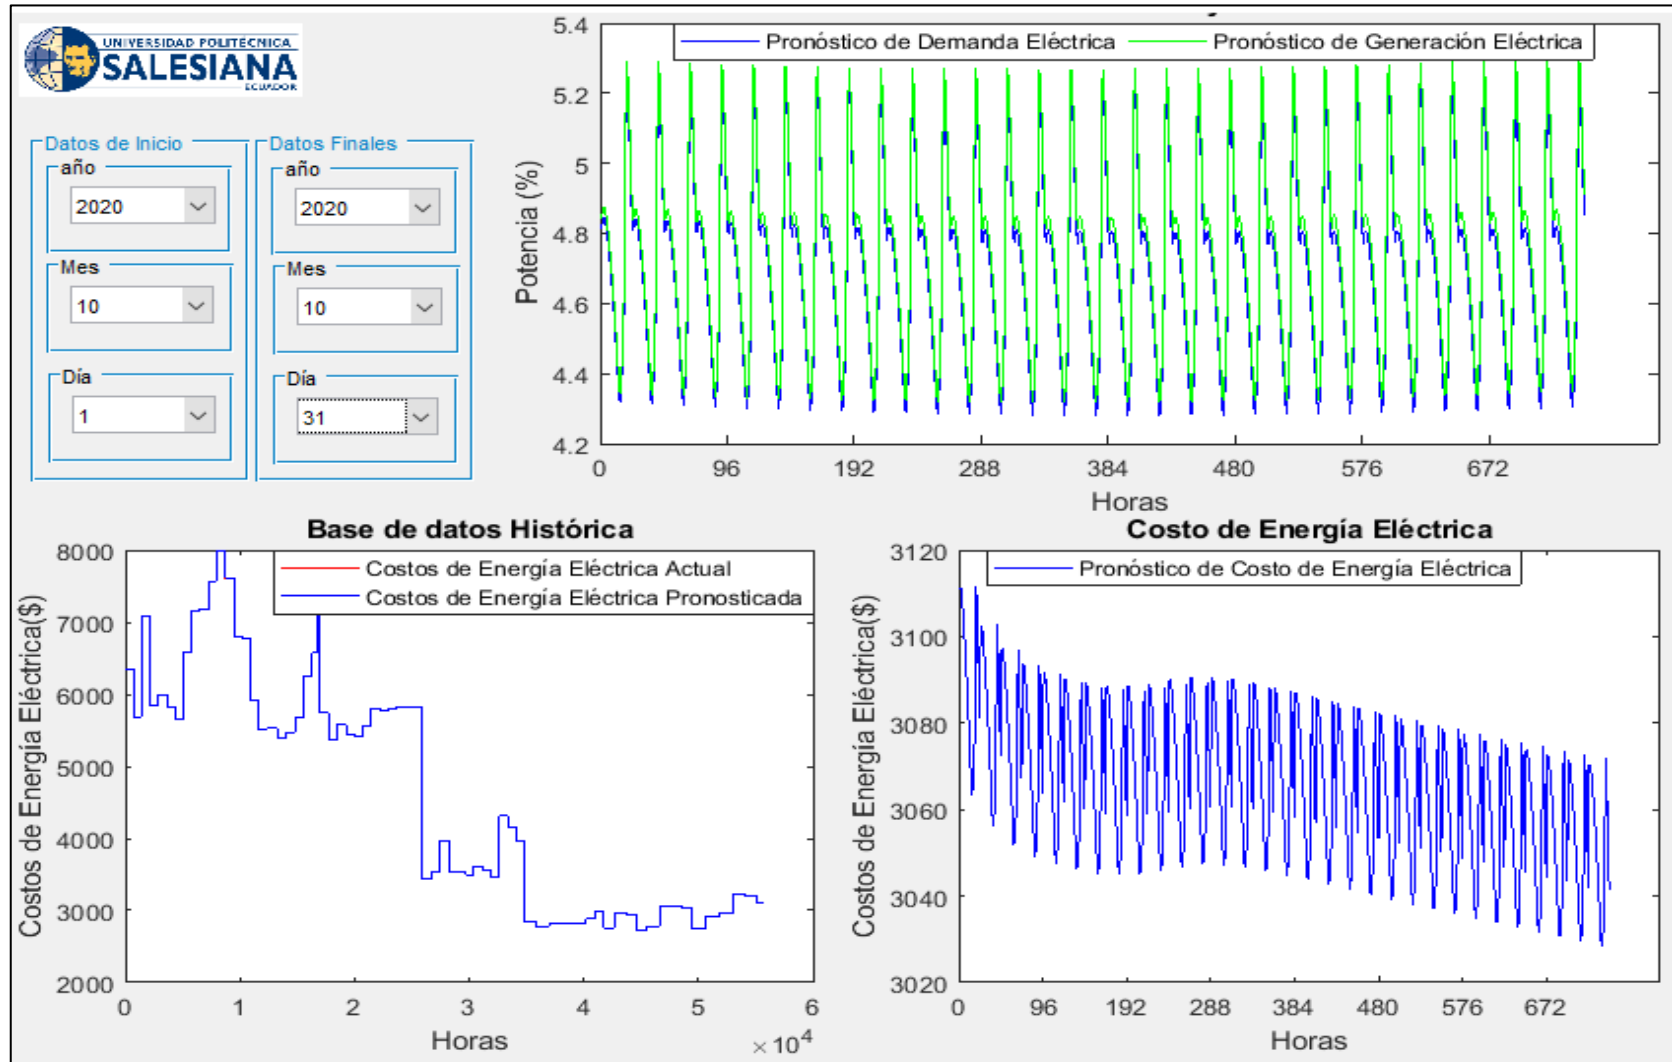 UNIVERSIDAD POLITÉCNICA
SALESIANA
ECUADOR
Datos de Inicio
año
2020
Mes
10
Día
1
Datos Finales
año
2020
Mes
10
Día
31
Pronóstico de Demanda Eléctrica
Pronóstico de Generación Eléctrica
Potencia (%)
5.4
5.2
5
4.8
4.6
4.4
4.2
0 96 192 288 384 480 576 672
Horas
Base de datos Histórica
Costos de Energía Eléctrica Actual
Costos de Energía Eléctrica Pronosticada
Costos de Energía Eléctrica($)
8000
7000
6000
5000
4000
3000
2000
0 1 2 3 4 5 6
Horas
×10⁴
Costo de Energía Eléctrica
Pronóstico de Costo de Energía Eléctrica
Costos de Energía Eléctrica($)
3120
3100
3080
3060
3040
3020
0 96 192 288 384 480 576 672
Horas